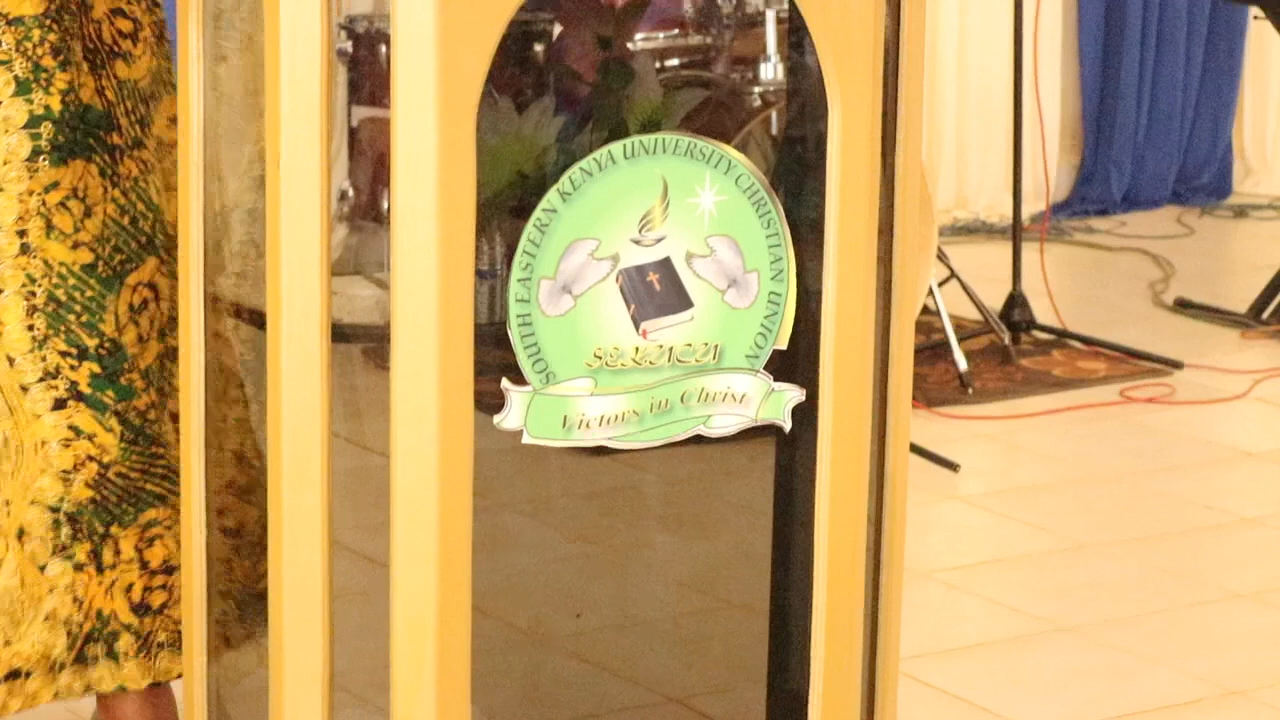 SOUTH EASTERN KENYA UNIVERSITY CHRISTIAN UNION
SEKUCU
Victors in Christ